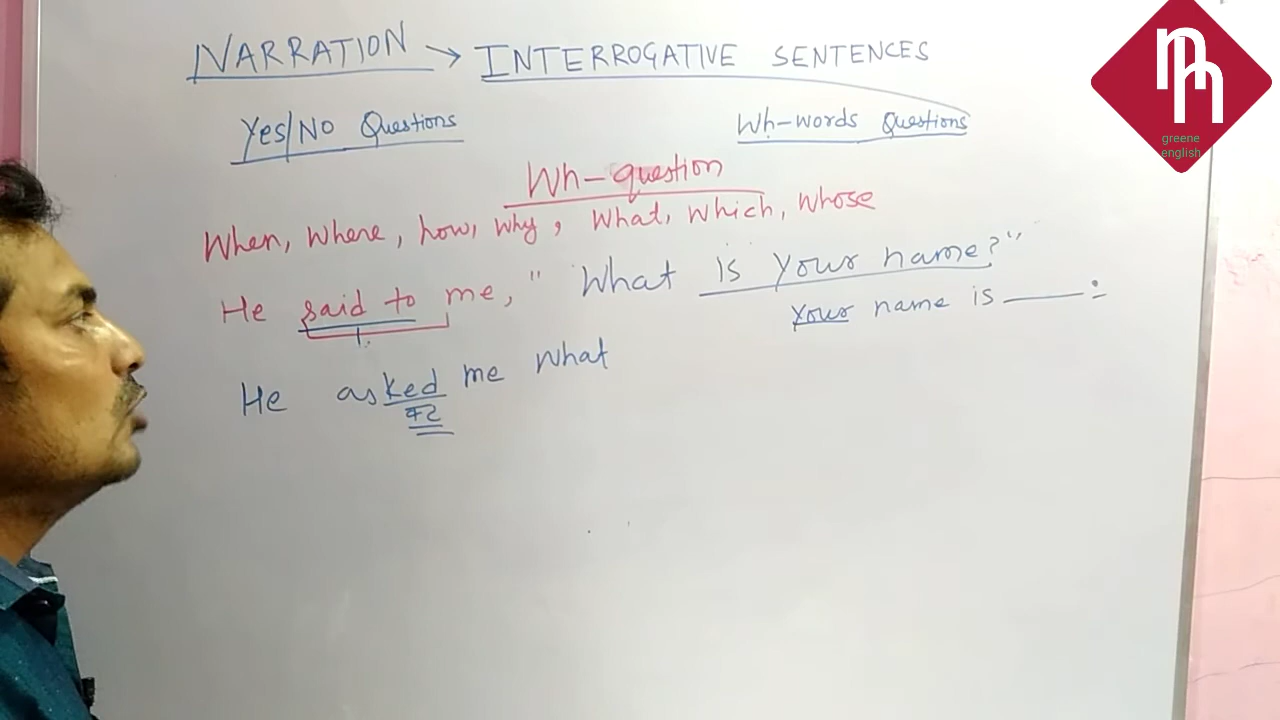 NARRATION → INTERROGATIVE SENTENCES
Yes/No Questions
Wh-words Questions
Wh-question
When, Where, how, Why, What, Which, Whose
He said to me, " What is your name?"
Your name is
He asked me What
greene
english